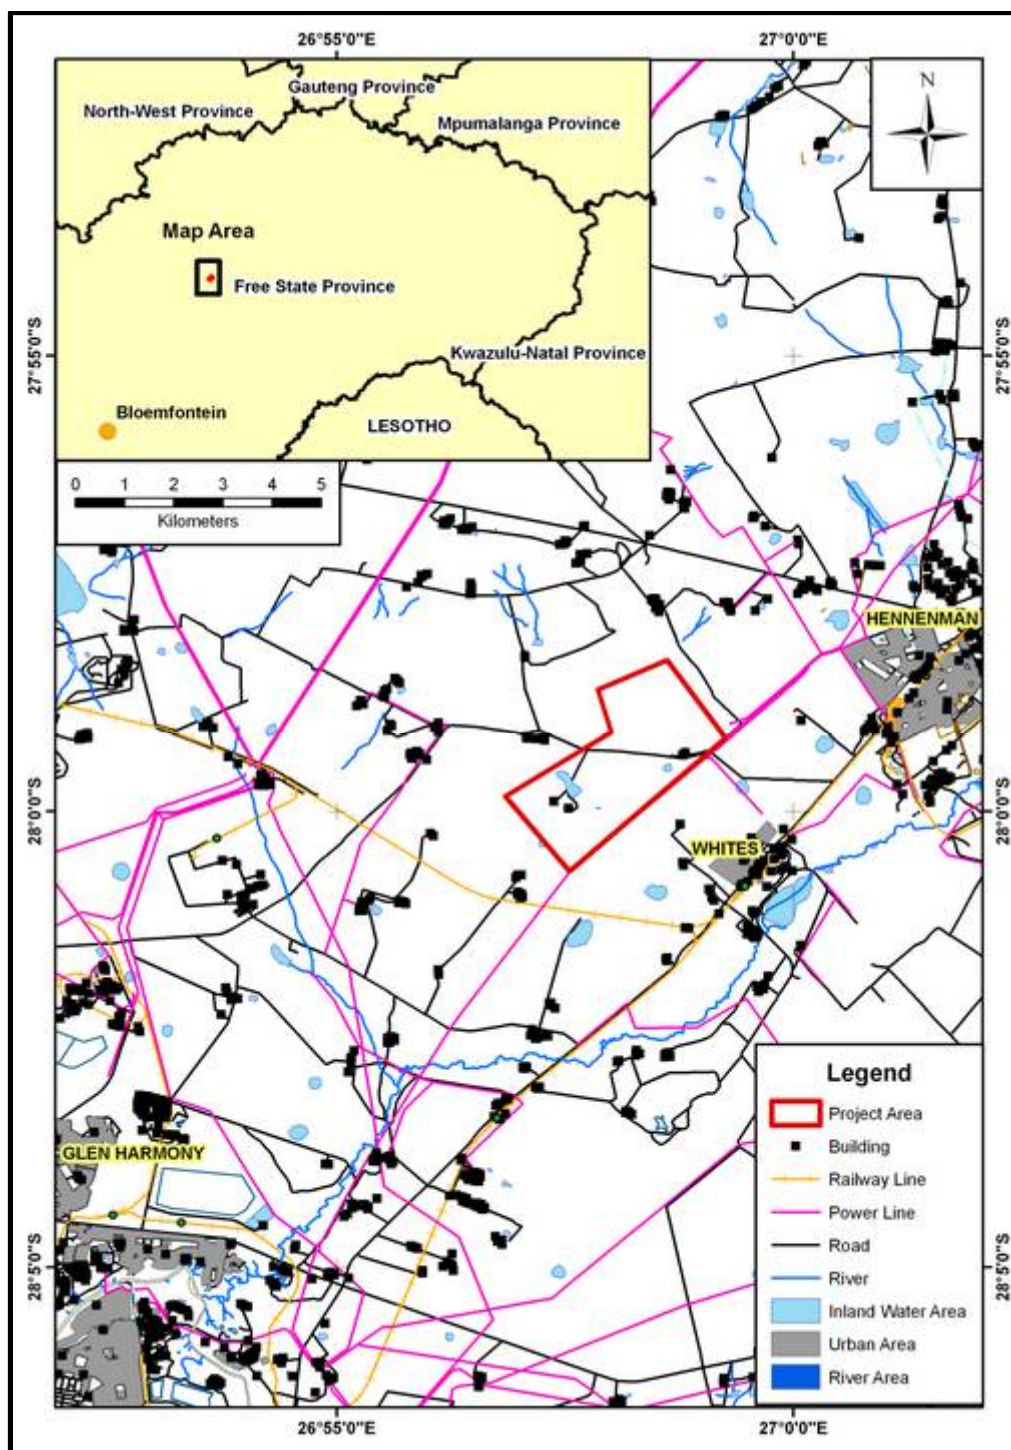 26°55'0"E
27°0'0"E
N
Gauteng Province
North-West Province
Mpumalanga Province
Map Area
Free State Province
27°55'0"S
27°55'0"S
Kwazulu-Natal Province
Bloemfontein
LESOTHO
0 1 2 3 4 5
Kilometers
HENNENMAN
28°0'0"S
28°0'0"S
WHITES
Legend
Project Area
Building
GLEN HARMONY
Railway Line
Power Line
Road
River
28°5'0"S
28°5'0"S
Inland Water Area
Urban Area
River Area
26°55'0"E
27°0'0"E